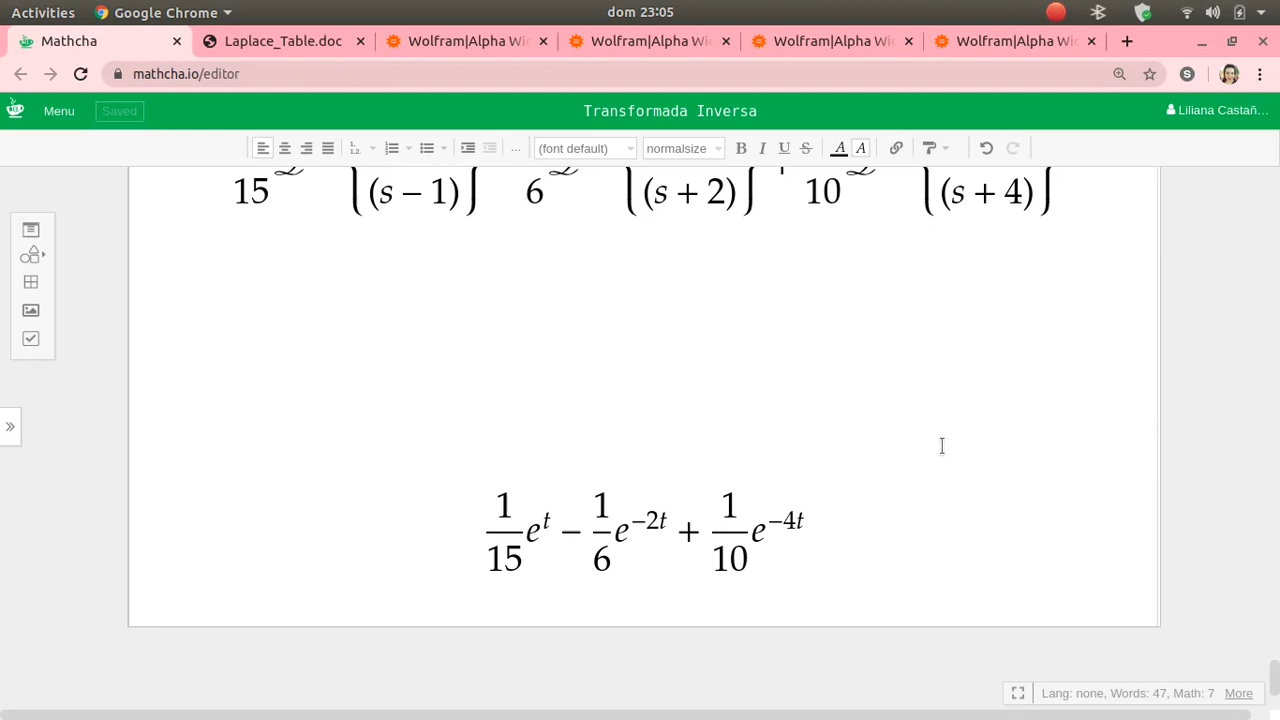 Activities Google Chrome dom 23:05
Mathcha Laplace_Table.doc Wolfram|Alpha Wi Wolfram|Alpha Wi Wolfram|Alpha Wi Wolfram|Alpha Wi
mathcha.io/editor S
Menu Saved Transformada Inversa Liliana Castañ…
(font default) normalsize B I U S A A
15 ℒ {(s − 1)} 6 ℒ {(s + 2)} + 10 ℒ {(s + 4)}
1/15 e^t − 1/6 e^{−2t} + 1/10 e^{−4t}
Lang: none, Words: 47, Math: 7 More